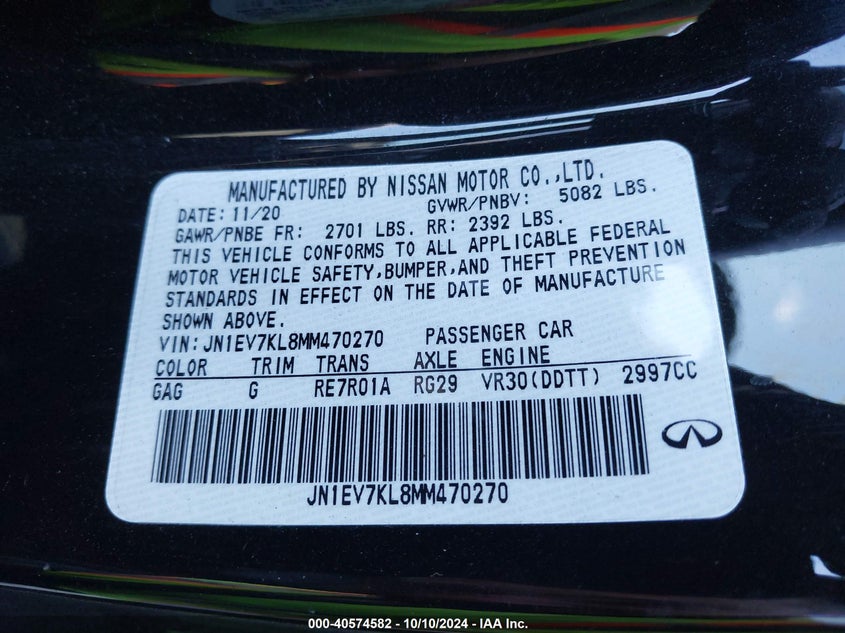 MANUFACTURED BY NISSAN MOTOR CO.,LTD.
DATE: 11/20 GVWR/PNBV: 5082 LBS.
GAWR/PNBE FR: 2701 LBS. RR: 2392 LBS.
THIS VEHICLE CONFORMS TO ALL APPLICABLE FEDERAL
MOTOR VEHICLE SAFETY,BUMPER,AND THEFT PREVENTION
STANDARDS IN EFFECT ON THE DATE OF MANUFACTURE
SHOWN ABOVE.
VIN:JN1EV7KL8MM470270 PASSENGER CAR
COLOR TRIM TRANS AXLE ENGINE
GAG G RE7R01A RG29 VR30(DDTT) 2997CC
JN1EV7KL8MM470270
000-40574582 - 10/10/2024 - IAA Inc.